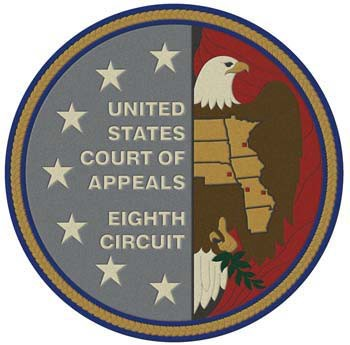 UNITED
STATES
COURT OF
APPEALS
EIGHTH
CIRCUIT